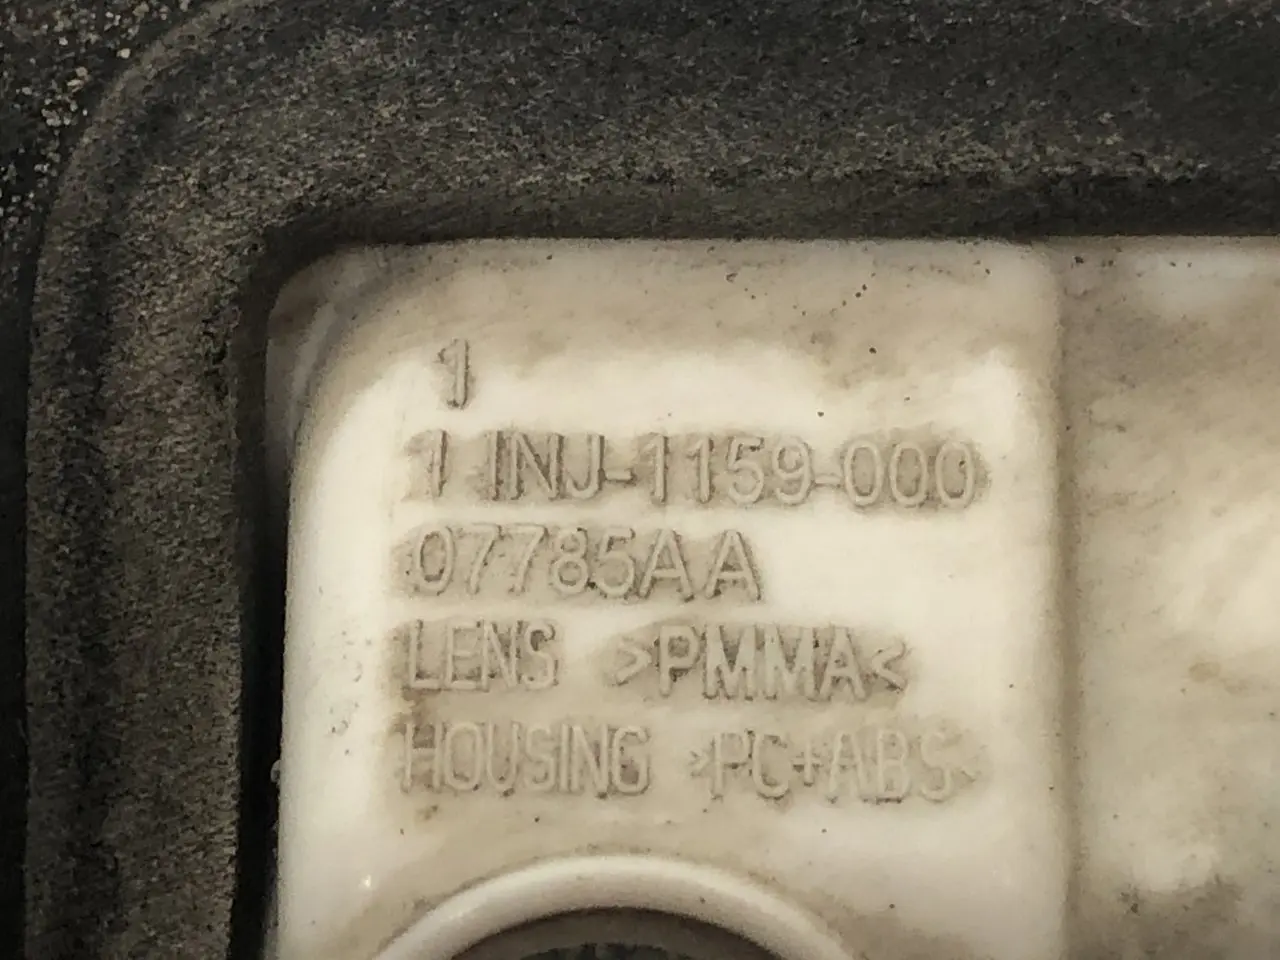 1
1 INJ-1159-000
07785AA
LENS >PMMA<
HOUSING >PC+ABS<